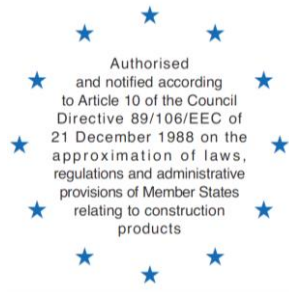 Authorised
and notified according
to Article 10 of the Council
Directive 89/106/EEC of
21 December 1988 on the
approximation of laws,
regulations and administrative
provisions of Member States
relating to construction
products